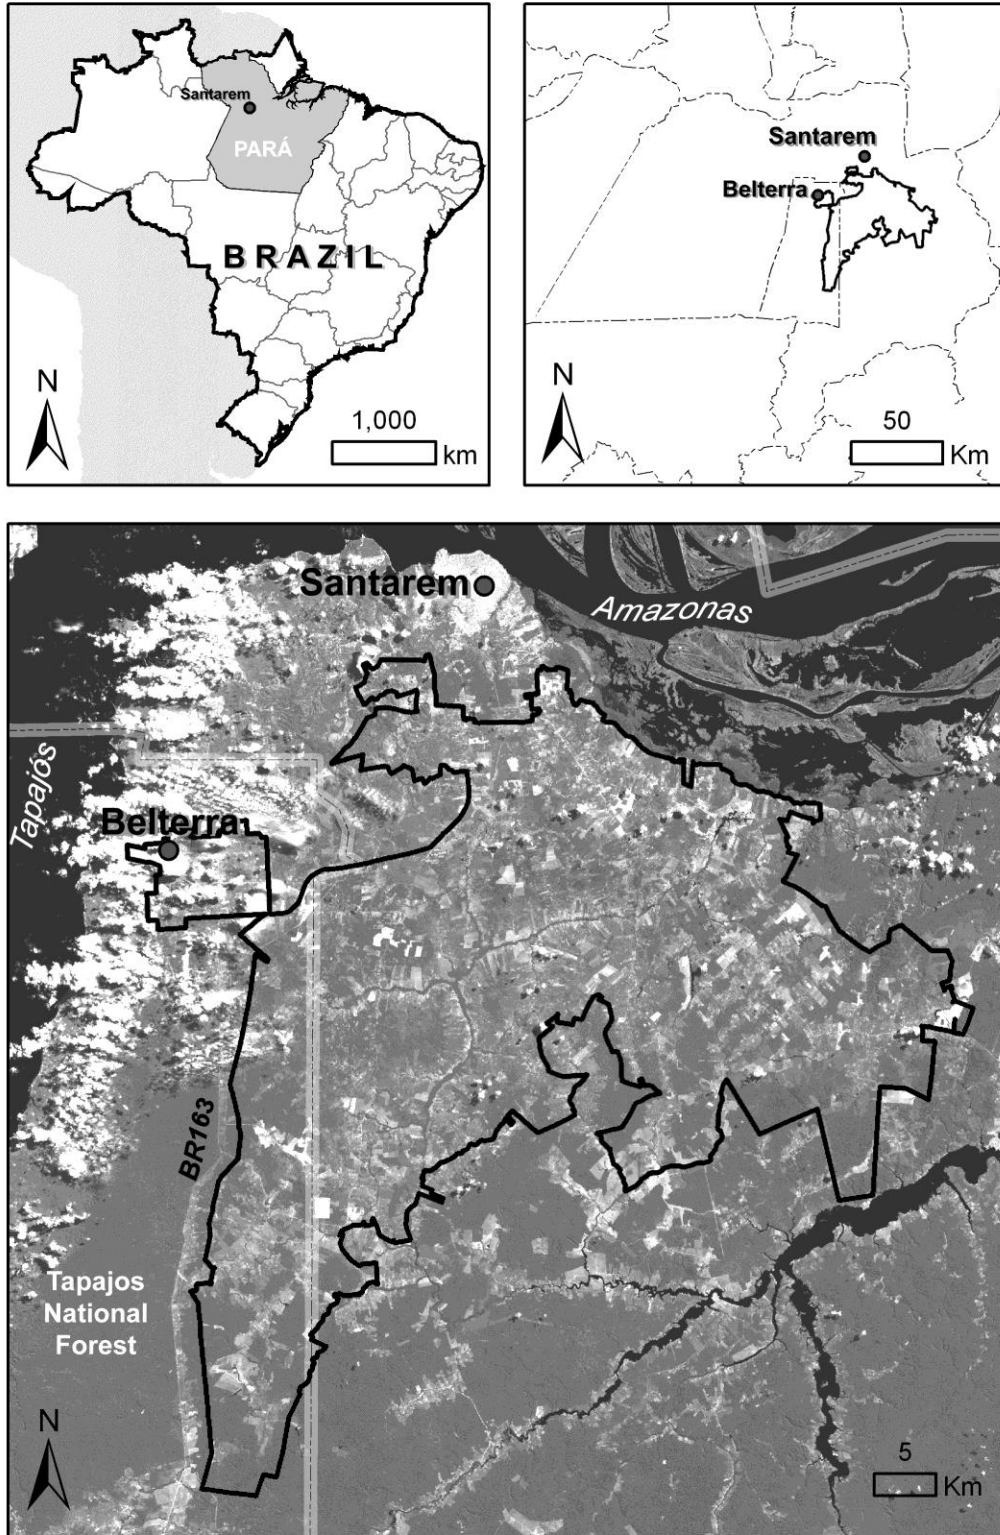 Santarem
PARÁ
BRAZIL
N
1,000
km
Santarem
Belterra
N
50
Km
Santarem
Amazonas
Tapajós
Belterra
BR163
Tapajos
National
Forest
N
5
Km